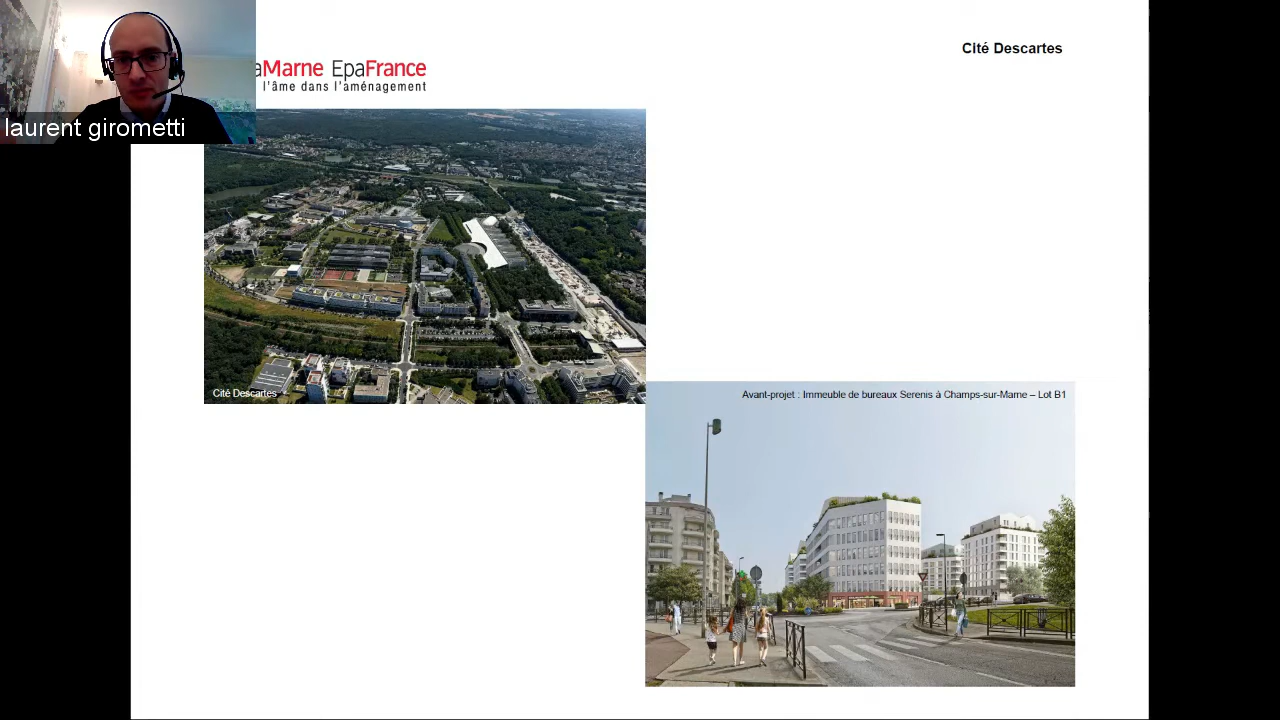 Cité Descartes
aMarne EpaFrance
l'âme dans l'aménagement
laurent girometti
Cité Descartes
Avant-projet : Immeuble de bureaux Serenis à Champs-sur-Marne – Lot B1